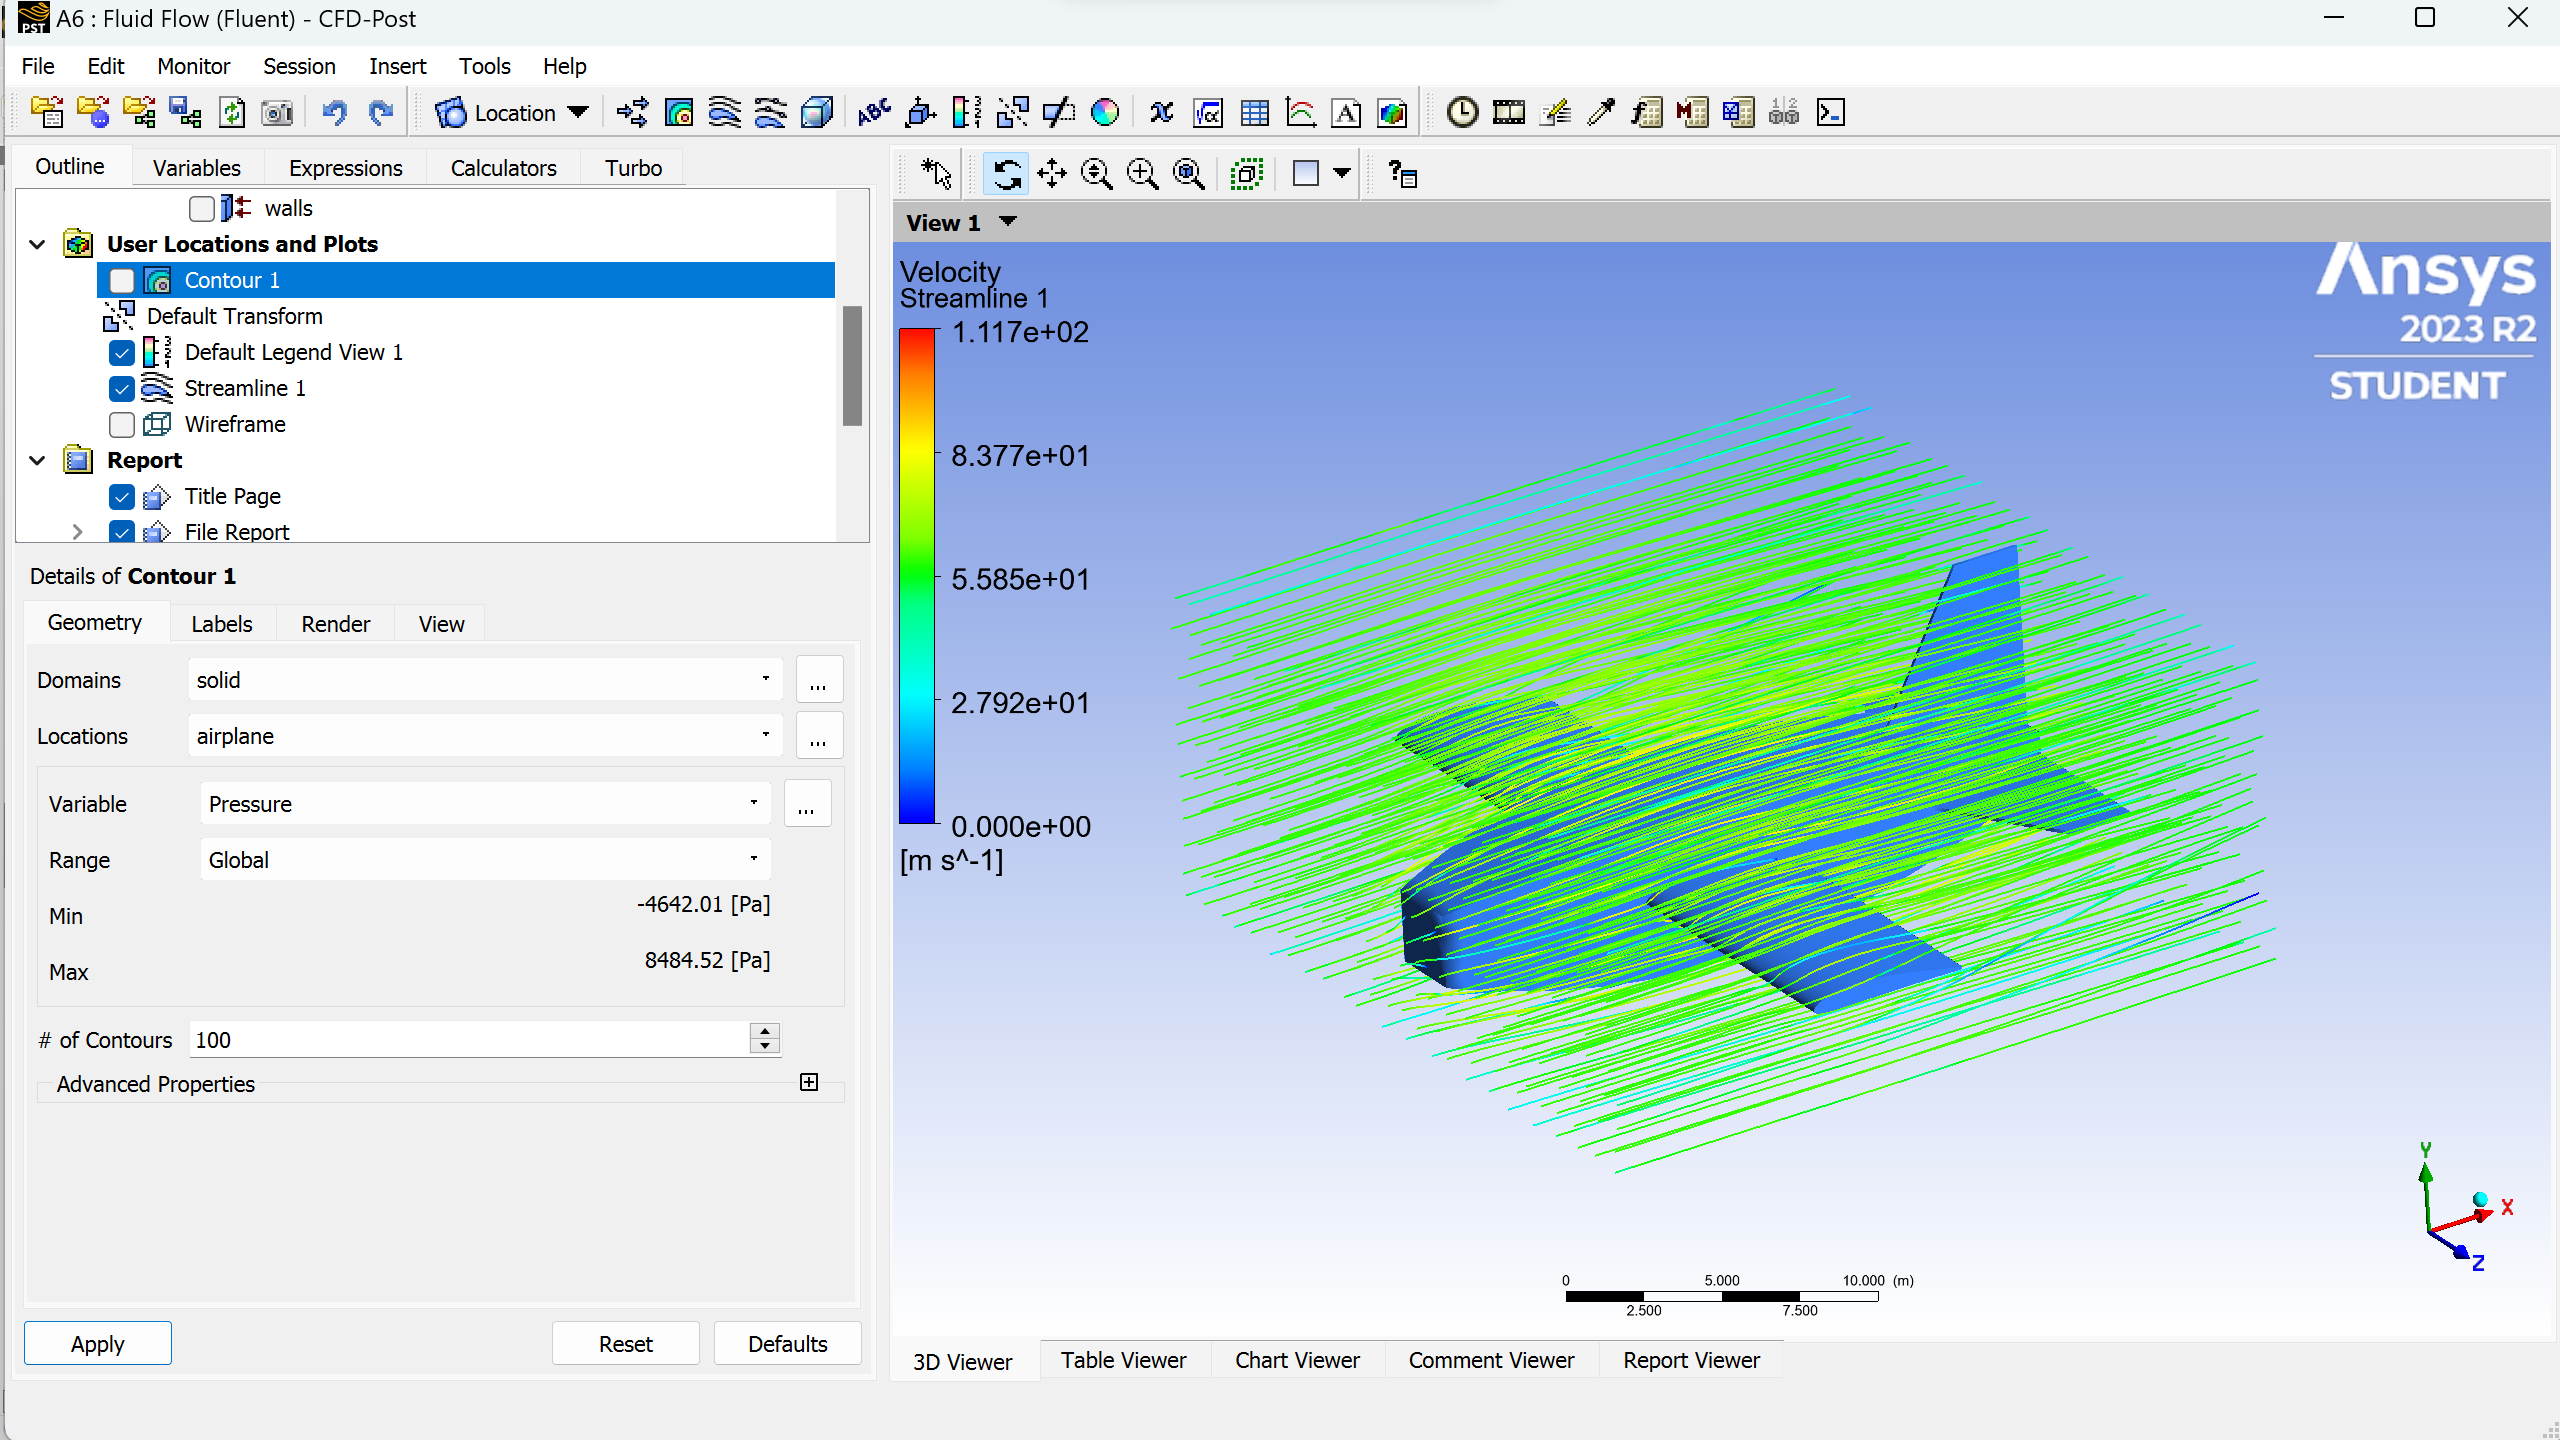 A6 : Fluid Flow (Fluent) - CFD-Post
File Edit Monitor Session Insert Tools Help
Location
Outline Variables Expressions Calculators Turbo
walls
User Locations and Plots
Contour 1
Default Transform
Default Legend View 1
Streamline 1
Wireframe
Report
Title Page
File Report
Details of Contour 1
Geometry Labels Render View
Domains solid ...
Locations airplane ...
Variable Pressure ...
Range Global
Min -4642.01 [Pa]
Max 8484.52 [Pa]
# of Contours 100
Advanced Properties
Apply Reset Defaults
View 1
Velocity
Streamline 1
1.117e+02
8.377e+01
5.585e+01
2.792e+01
0.000e+00
[m s^-1]
Ansys
2023 R2
STUDENT
Y
X
Z
0 5.000 10.000 (m)
2.500 7.500
3D Viewer Table Viewer Chart Viewer Comment Viewer Report Viewer